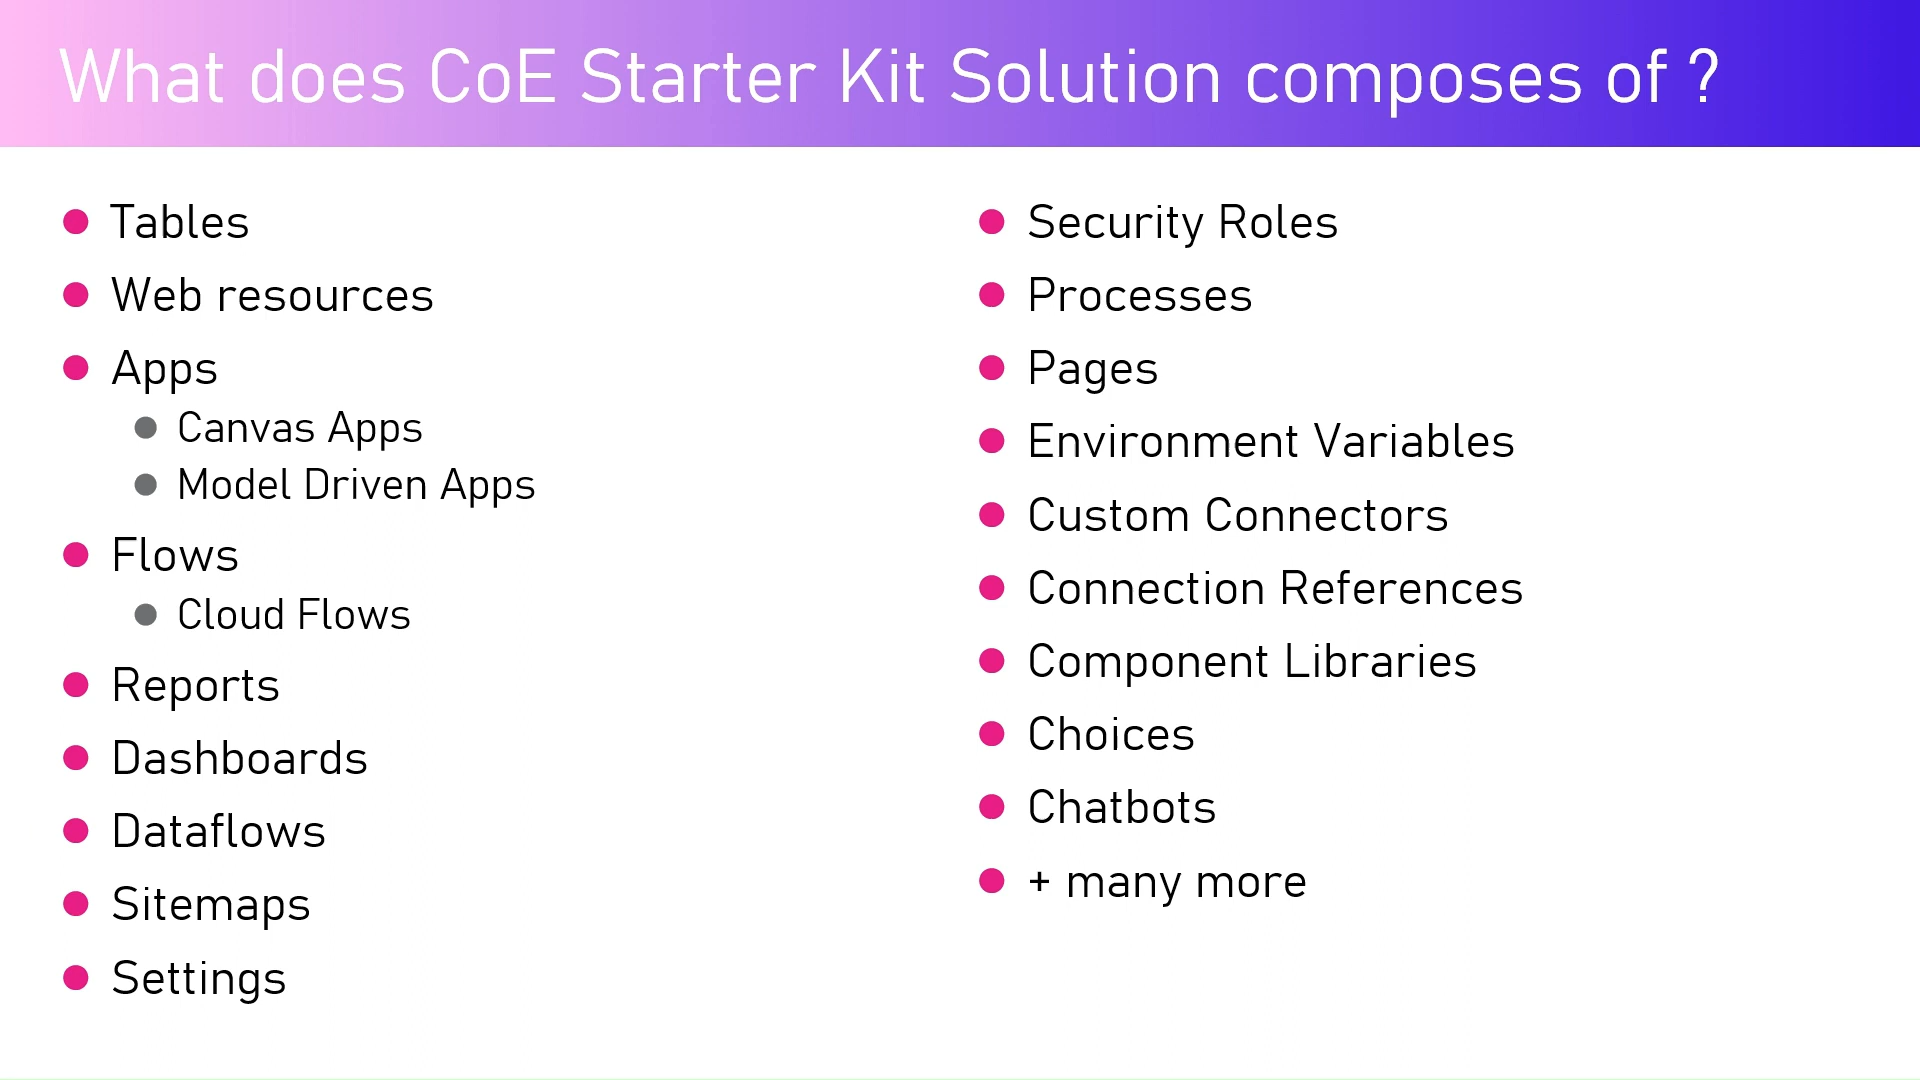 What does CoE Starter Kit Solution composes of ?
Tables
Web resources
Apps
Canvas Apps
Model Driven Apps
Flows
Cloud Flows
Reports
Dashboards
Dataflows
Sitemaps
Settings
Security Roles
Processes
Pages
Environment Variables
Custom Connectors
Connection References
Component Libraries
Choices
Chatbots
+ many more